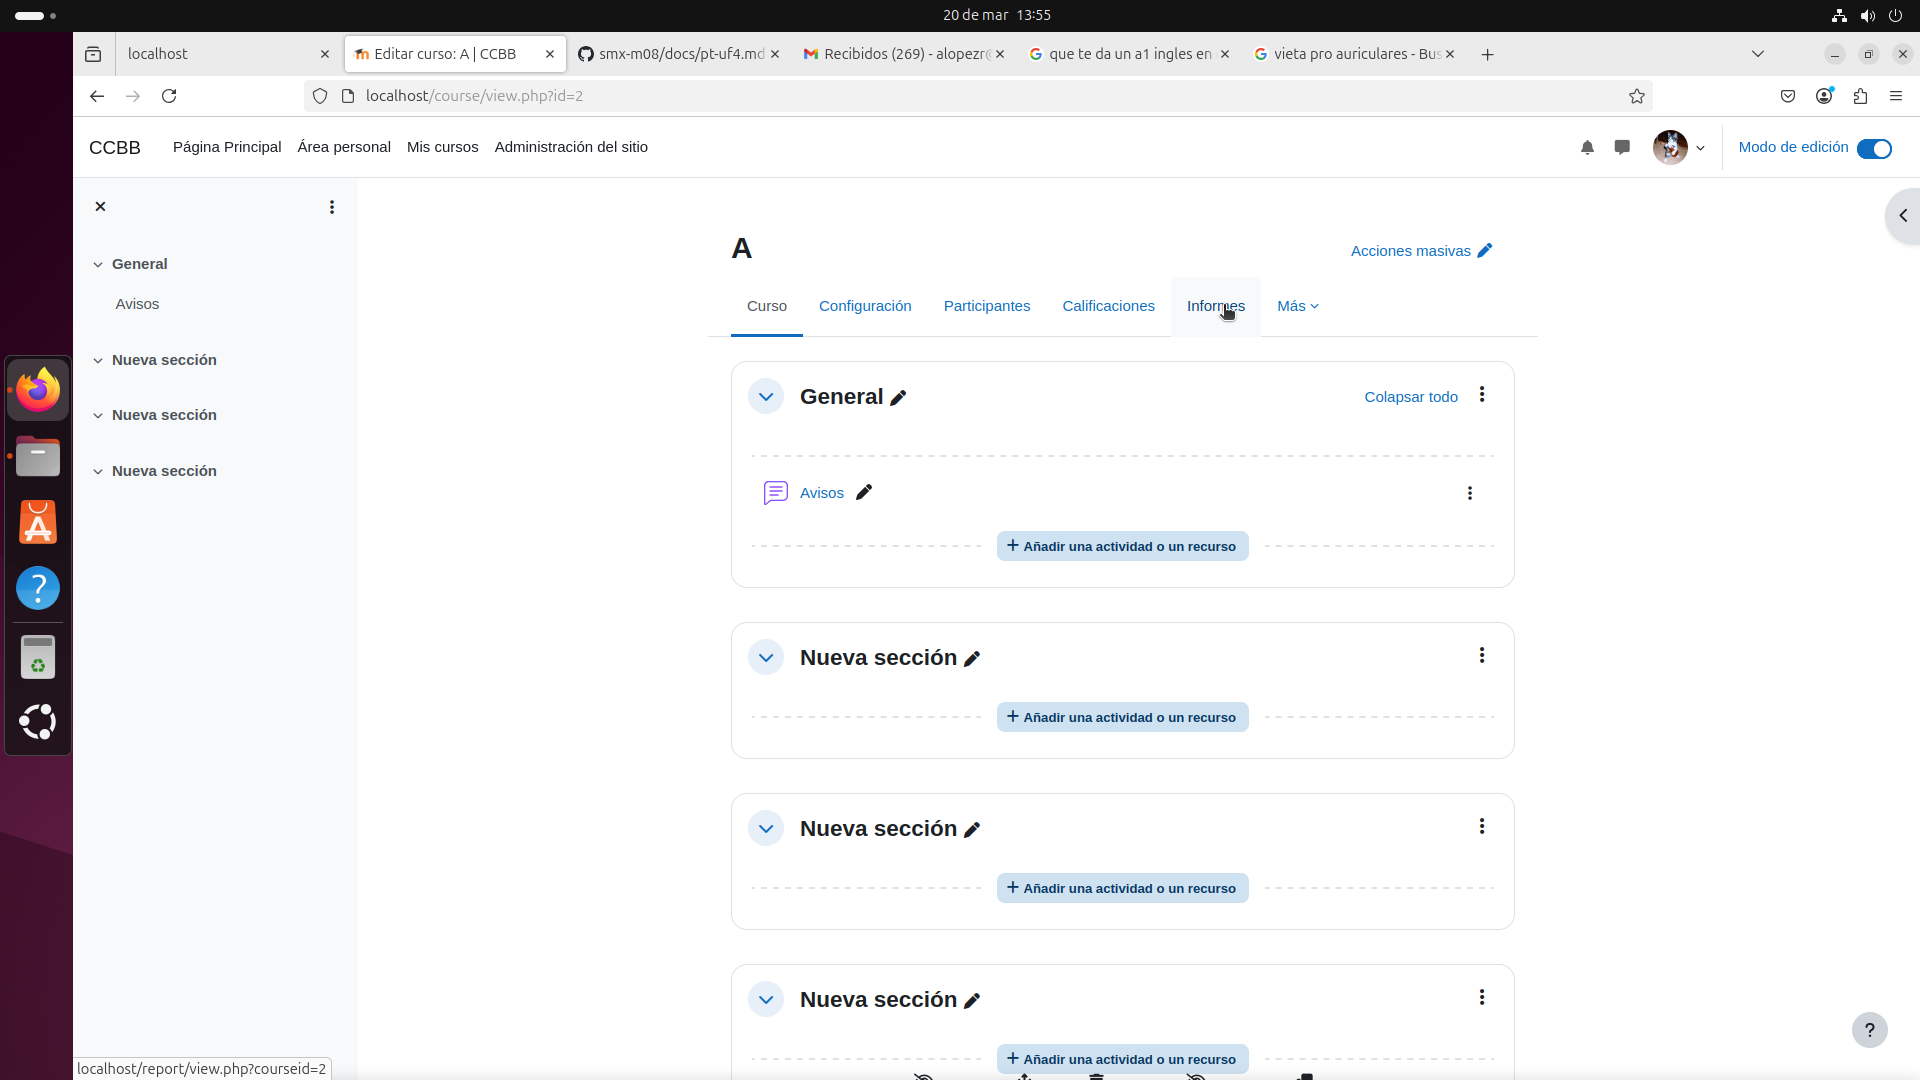 20 de mar 13:55
localhost
Editar curso: A | CCBB
smx-m08/docs/pt-uf4.md
Recibidos (269) - alopezr
que te da un a1 ingles en
vieta pro auriculares - Bus
localhost/course/view.php?id=2
CCBB
Página Principal
Área personal
Mis cursos
Administración del sitio
Modo de edición
General
Avisos
Nueva sección
Nueva sección
Nueva sección
A
Acciones masivas
Curso
Configuración
Participantes
Calificaciones
Informes
Más
General
Colapsar todo
Avisos
+ Añadir una actividad o un recurso
Nueva sección
+ Añadir una actividad o un recurso
Nueva sección
+ Añadir una actividad o un recurso
Nueva sección
+ Añadir una actividad o un recurso
?
localhost/report/view.php?courseid=2